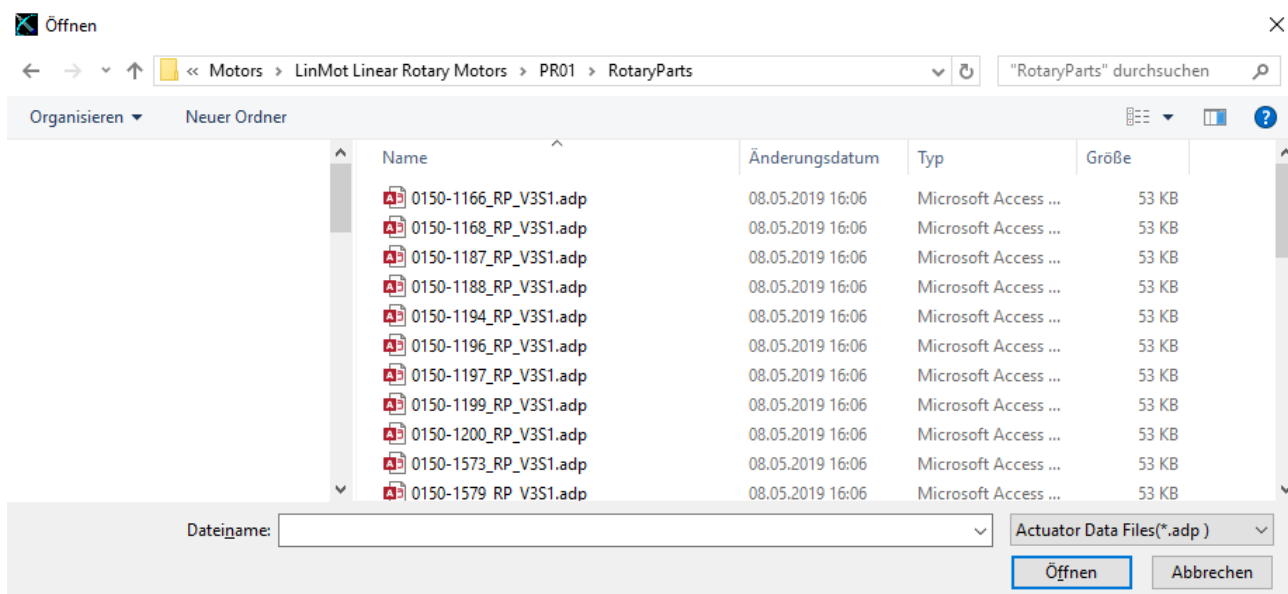 Öffnen
« Motors > LinMot Linear Rotary Motors > PR01 > RotaryParts
"RotaryParts" durchsuchen
Organisieren
Neuer Ordner
Name Änderungsdatum Typ Größe
0150-1166_RP_V3S1.adp 08.05.2019 16:06 Microsoft Access ... 53 KB
0150-1168_RP_V3S1.adp 08.05.2019 16:06 Microsoft Access ... 53 KB
0150-1187_RP_V3S1.adp 08.05.2019 16:06 Microsoft Access ... 53 KB
0150-1188_RP_V3S1.adp 08.05.2019 16:06 Microsoft Access ... 53 KB
0150-1194_RP_V3S1.adp 08.05.2019 16:06 Microsoft Access ... 53 KB
0150-1196_RP_V3S1.adp 08.05.2019 16:06 Microsoft Access ... 53 KB
0150-1197_RP_V3S1.adp 08.05.2019 16:06 Microsoft Access ... 53 KB
0150-1199_RP_V3S1.adp 08.05.2019 16:06 Microsoft Access ... 53 KB
0150-1200_RP_V3S1.adp 08.05.2019 16:06 Microsoft Access ... 53 KB
0150-1573_RP_V3S1.adp 08.05.2019 16:06 Microsoft Access ... 53 KB
0150-1579_RP_V3S1.adp 08.05.2019 16:06 Microsoft Access ... 53 KB
Dateiname:
Actuator Data Files(*.adp )
Öffnen
Abbrechen